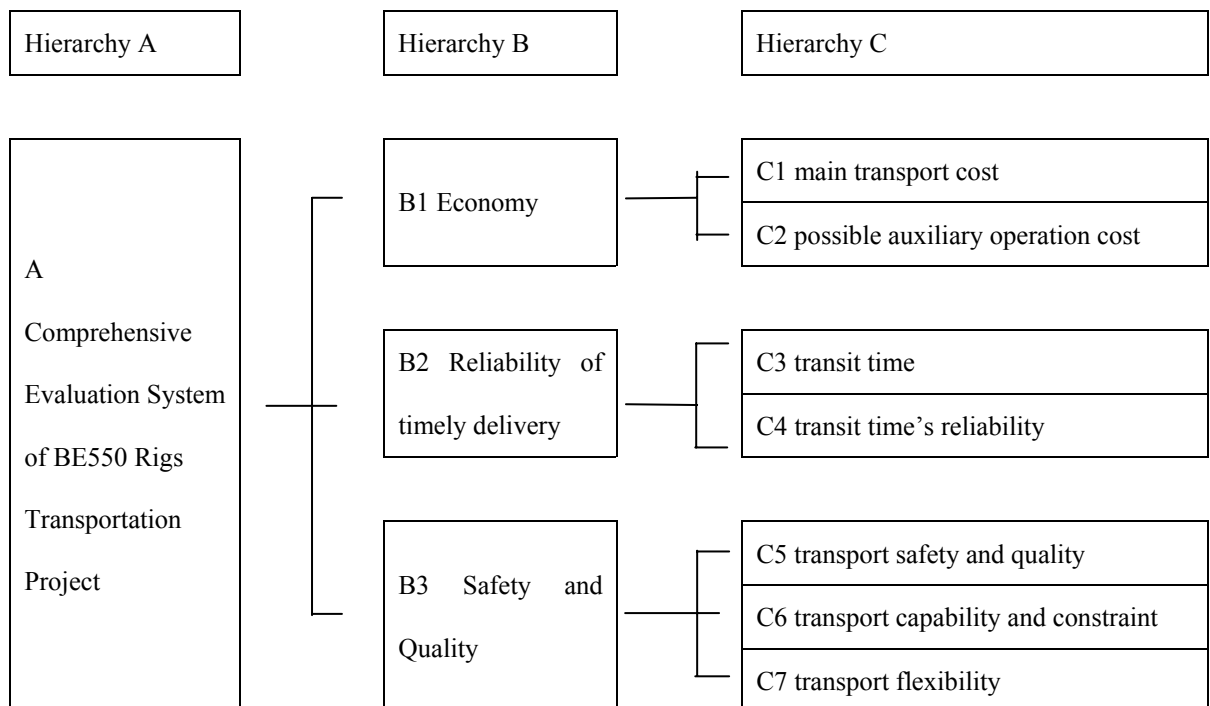 Hierarchy A
Hierarchy B
Hierarchy C
A
Comprehensive
Evaluation System
of BE550 Rigs
Transportation
Project
B1 Economy
C1 main transport cost
C2 possible auxiliary operation cost
B2 Reliability of
timely delivery
C3 transit time
C4 transit time’s reliability
B3 Safety and
Quality
C5 transport safety and quality
C6 transport capability and constraint
C7 transport flexibility